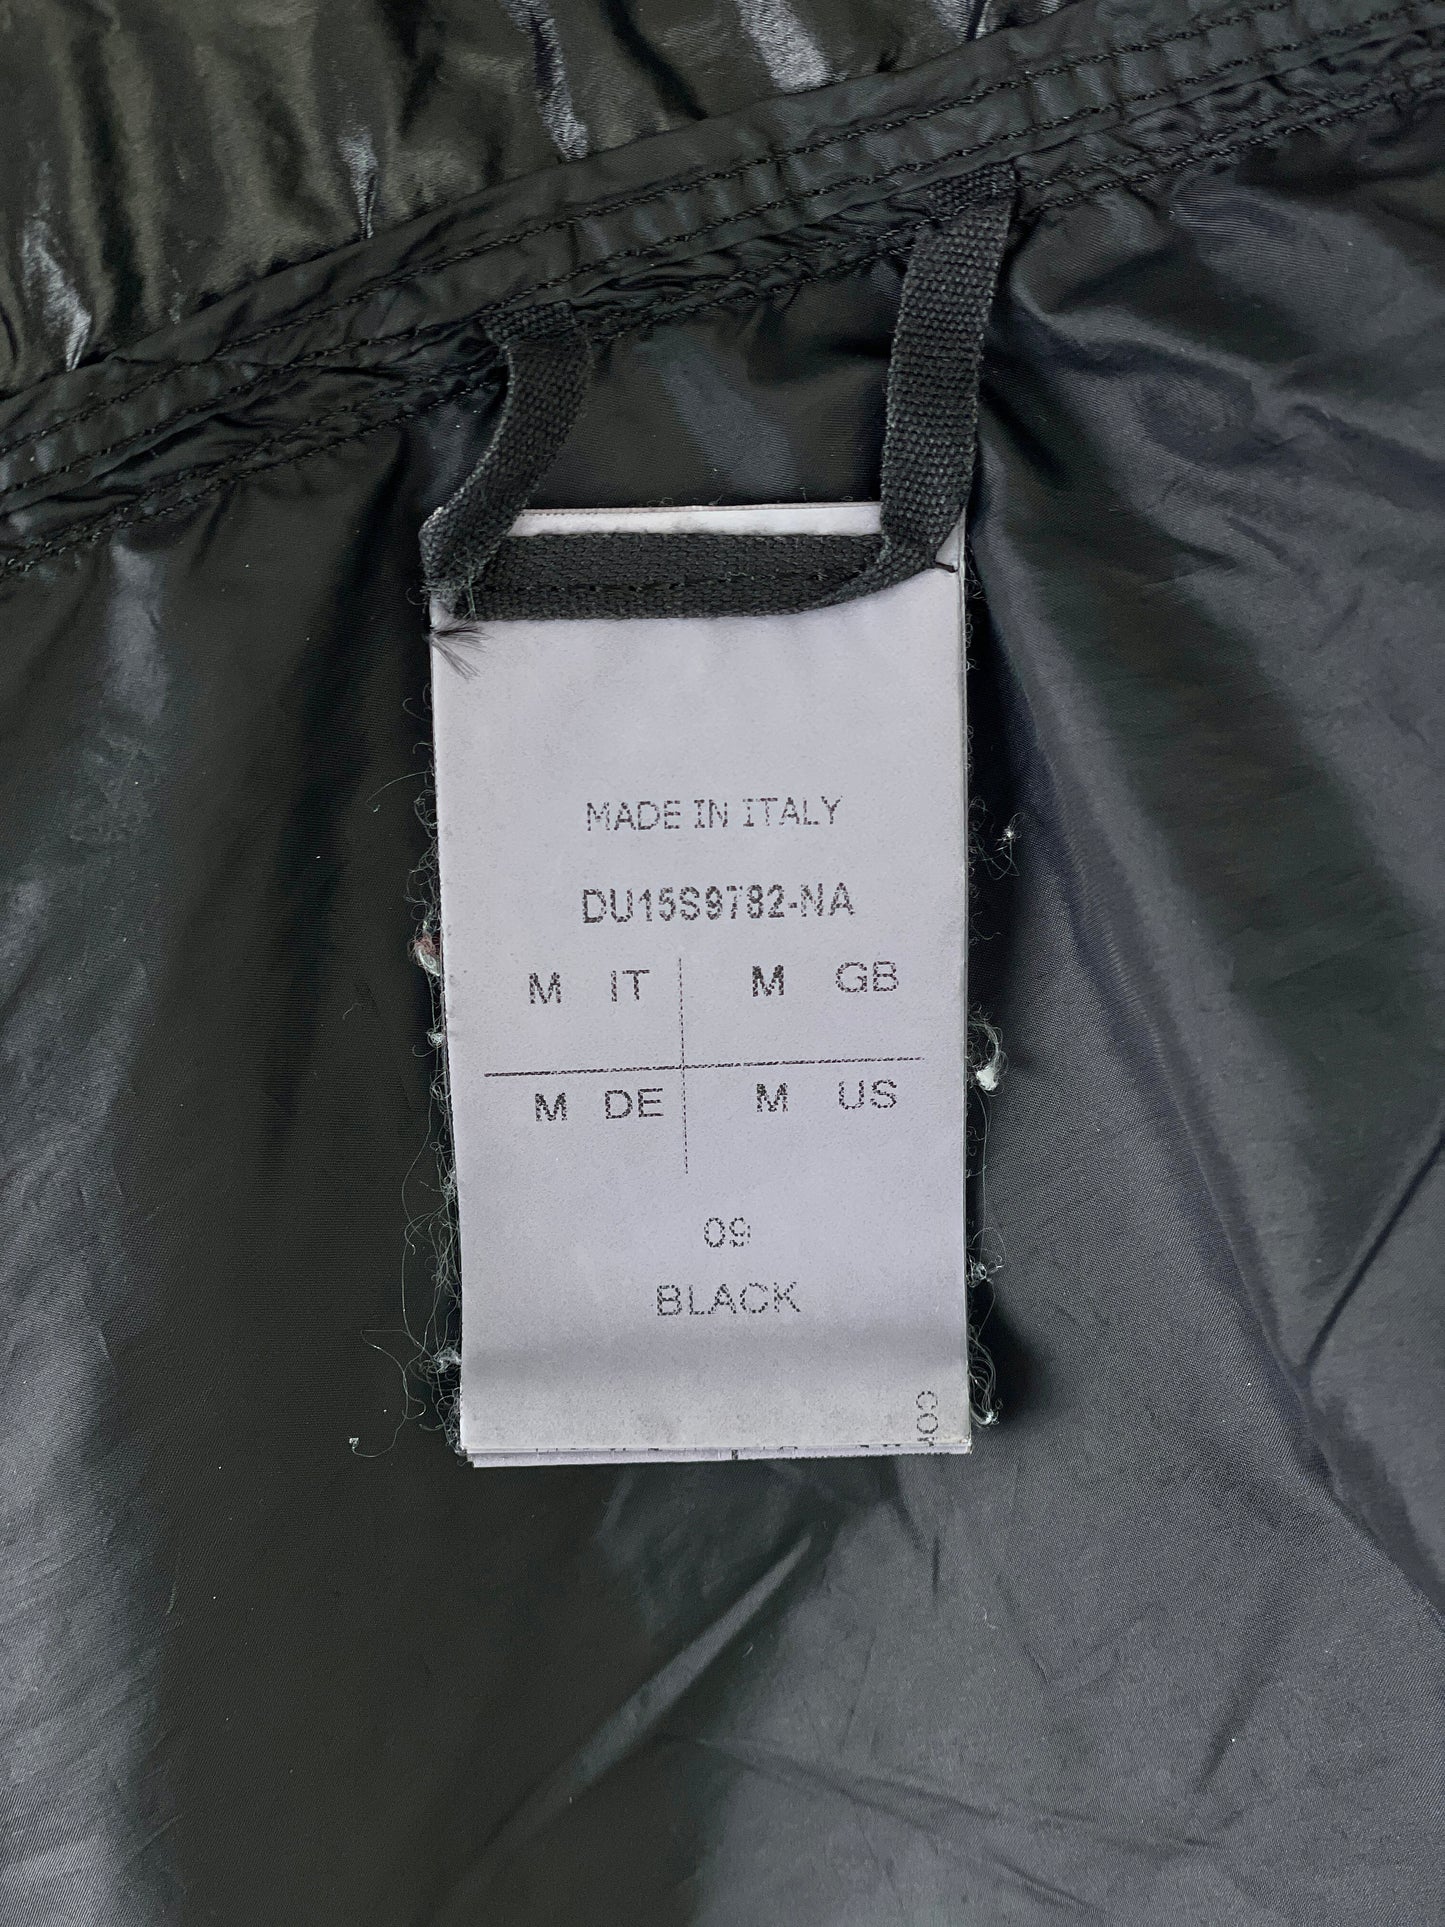 MADE IN ITALY
DU15S9782-NA
M IT M GB
M DE M US
09
BLACK